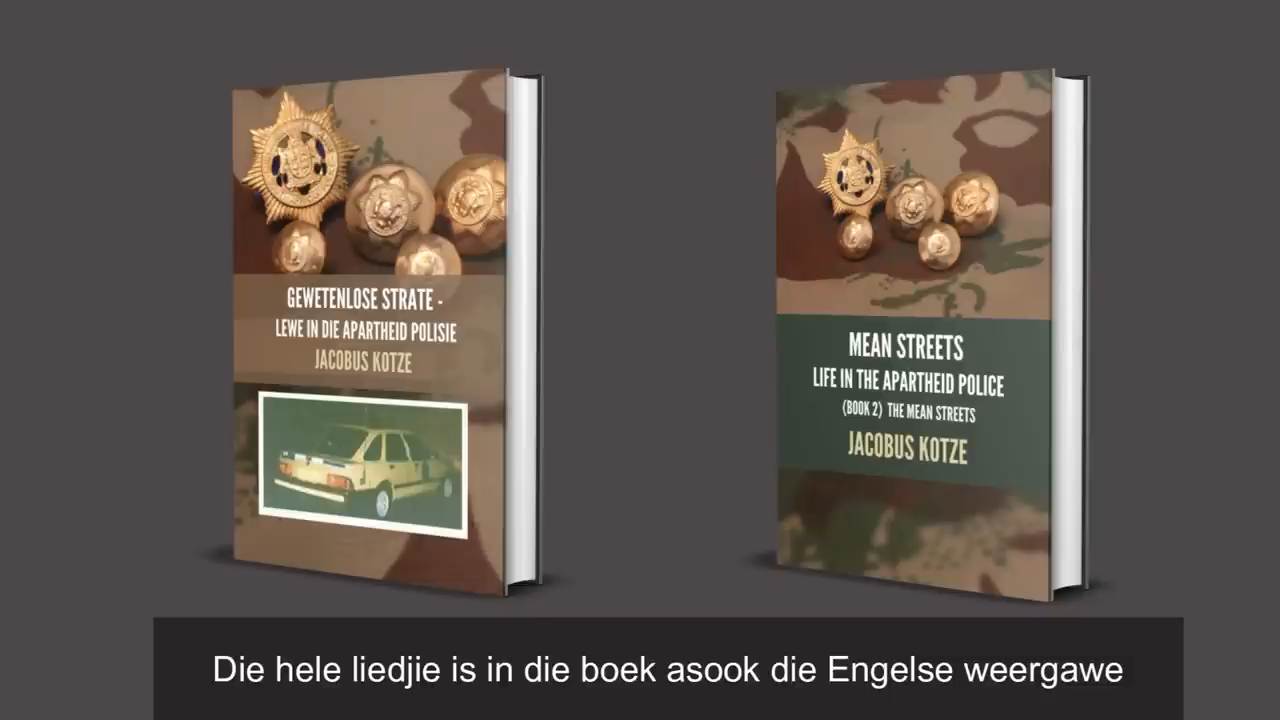 GEWETENLOSE STRATE -
LEWE IN DIE APARTHEID POLISIE
JACOBUS KOTZE
MEAN STREETS
LIFE IN THE APARTHEID POLICE
(BOOK 2) THE MEAN STREETS
JACOBUS KOTZE
Die hele liedjie is in die boek asook die Engelse weergawe